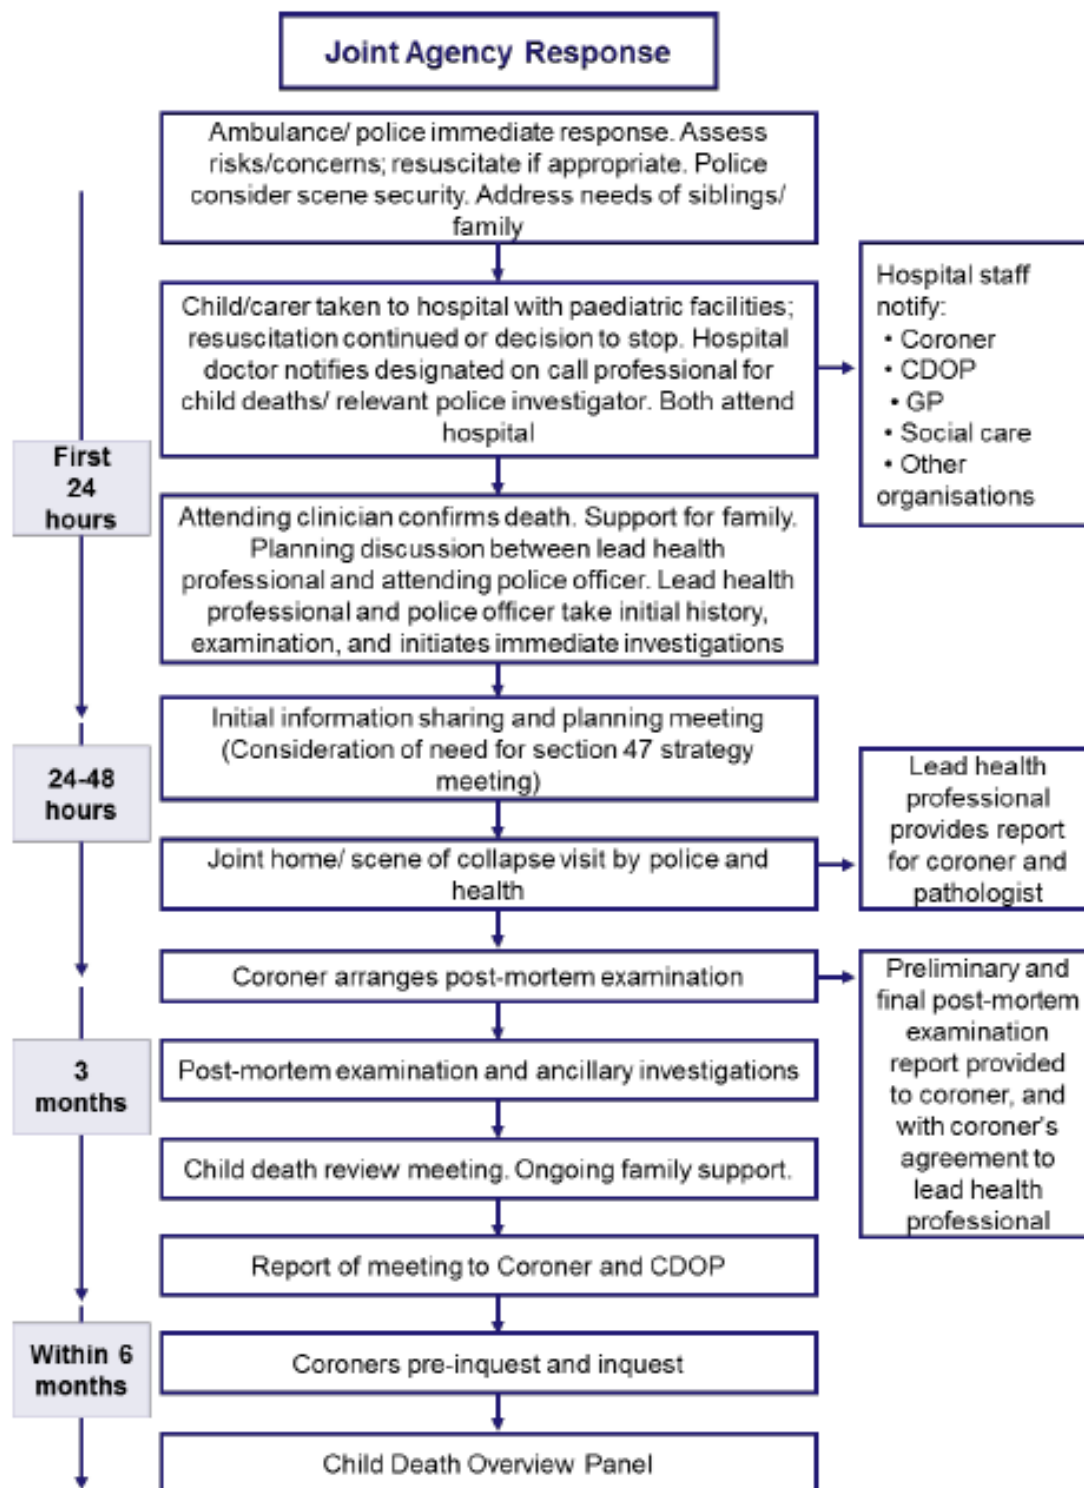 Joint Agency Response
Ambulance/ police immediate response. Assess
risks/concerns; resuscitate if appropriate. Police
consider scene security. Address needs of siblings/
family
Child/carer taken to hospital with paediatric facilities;
resuscitation continued or decision to stop. Hospital
doctor notifies designated on call professional for
child deaths/ relevant police investigator. Both attend
hospital
Hospital staff
notify:
• Coroner
• CDOP
• GP
• Social care
• Other
organisations
First
24
hours
Attending clinician confirms death. Support for family.
Planning discussion between lead health
professional and attending police officer. Lead health
professional and police officer take initial history,
examination, and initiates immediate investigations
Initial information sharing and planning meeting
(Consideration of need for section 47 strategy
meeting)
24-48
hours
Joint home/ scene of collapse visit by police and
health
Lead health
professional
provides report
for coroner and
pathologist
Coroner arranges post-mortem examination
Preliminary and
final post-mortem
examination
report provided
to coroner, and
with coroner's
agreement to
lead health
professional
3
months
Post-mortem examination and ancillary investigations
Child death review meeting. Ongoing family support.
Report of meeting to Coroner and CDOP
Within 6
months
Coroners pre-inquest and inquest
Child Death Overview Panel